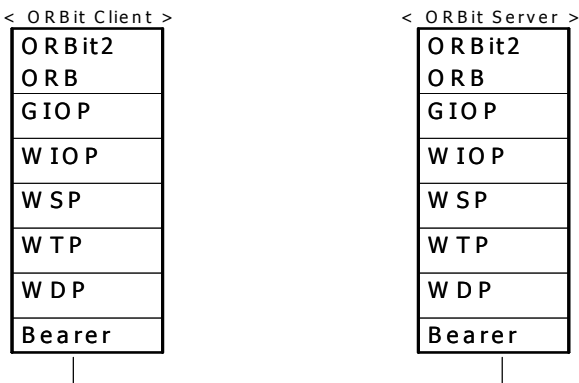 < ORBit Client >
ORBit2
ORB
GIOP
WIOP
WSP
WTP
WDP
Bearer
< ORBit Server >
ORBit2
ORB
GIOP
WIOP
WSP
WTP
WDP
Bearer